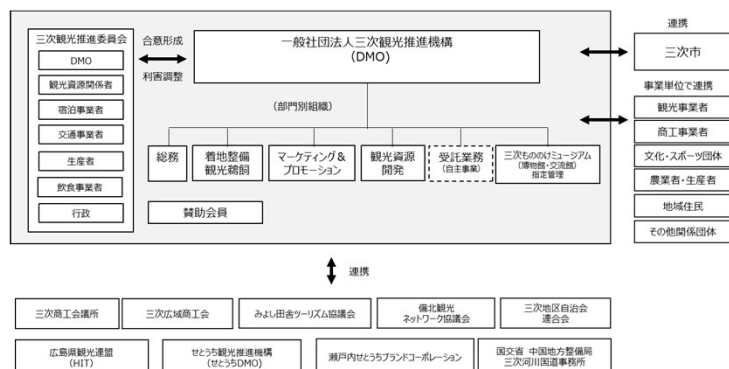 三次観光推進委員会
DMO
観光資源関係者
宿泊事業者
交通事業者
生産者
飲食事業者
行政
合意形成
利害調整
一般社団法人三次観光推進機構
(DMO)
(部門別組織)
総務
着地整備
観光鵜飼
マーケティング&
プロモーション
観光資源
開発
受託業務
(自主事業)
三次もののけミュージアム
(博物館・交流館)
指定管理
賛助会員
連携
三次市
事業単位で連携
観光事業者
商工事業者
文化・スポーツ団体
農業者・生産者
地域住民
その他関係団体
連携
三次商工会議所
三次広域商工会
みよし田舎ツーリズム協議会
備北観光
ネットワーク協議会
三次地区自治会
連合会
広島県観光連盟
(HIT)
せとうち観光推進機構
(せとうちDMO)
瀬戸内せとうちブランドコーポレーション
国交省 中国地方整備局
三次河川国道事務所